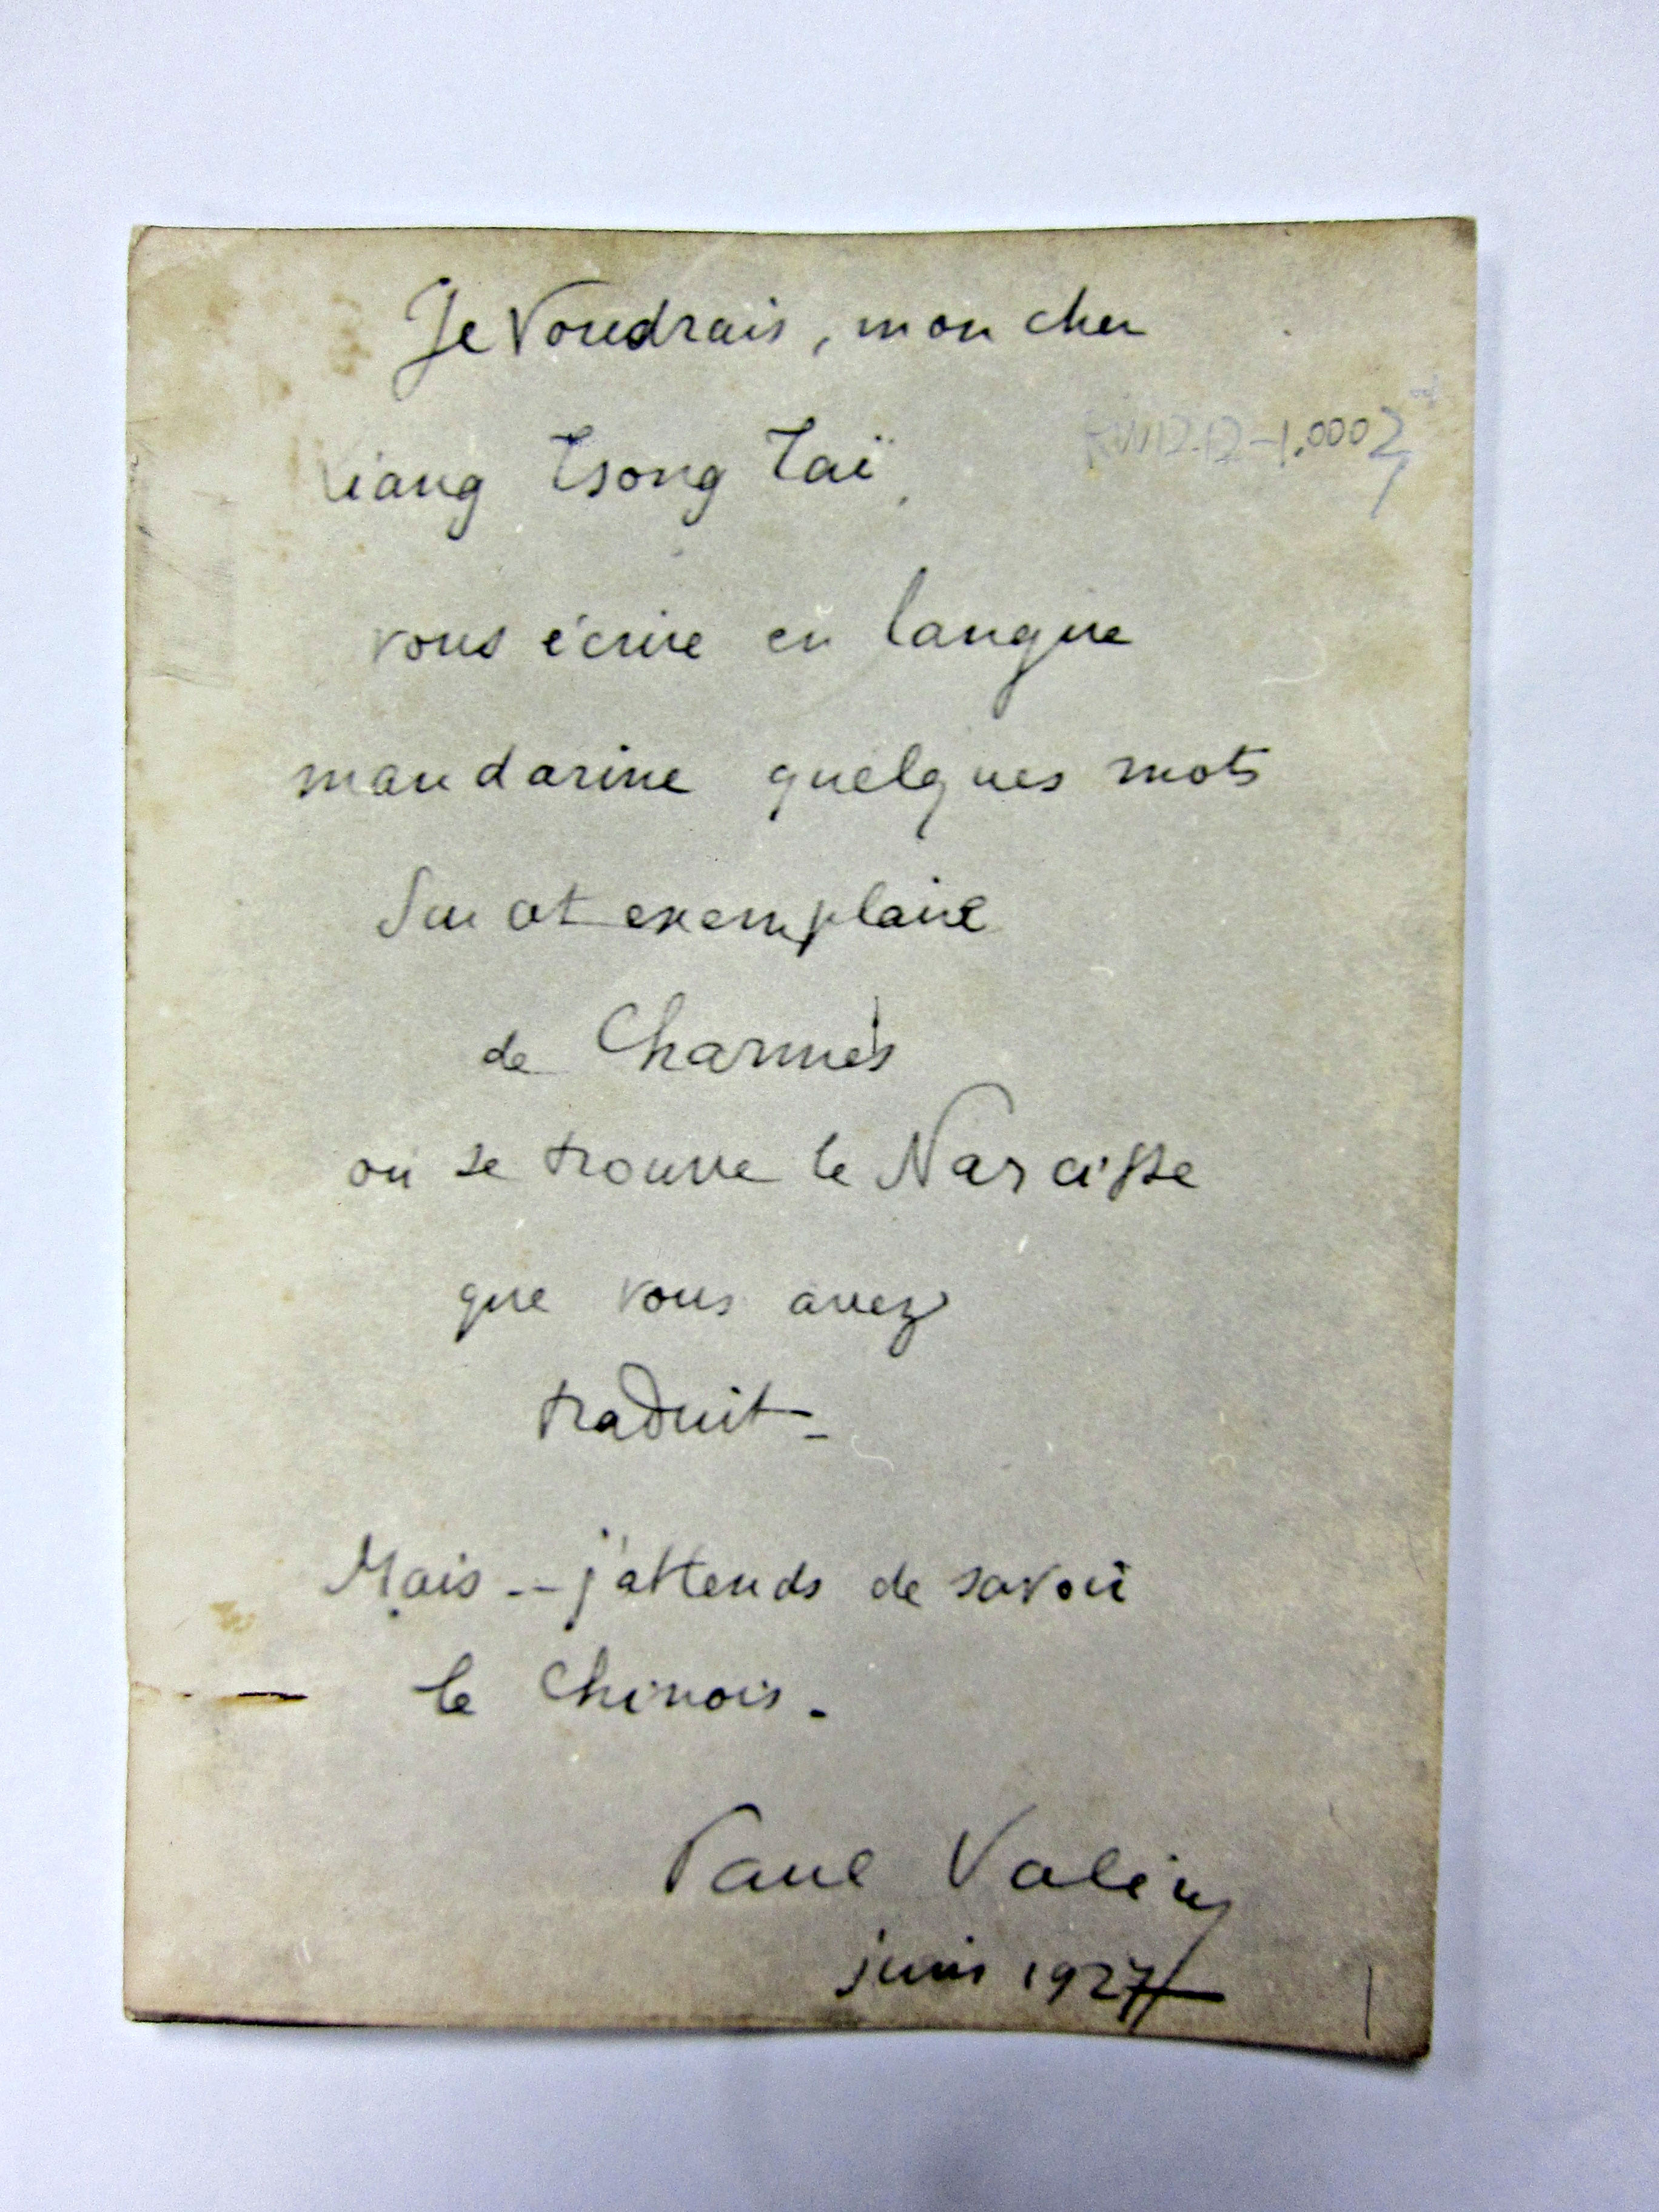 Je Voudrais, mon cher
Liang Tsong Taï,
vous écrire en langue
mandarine quelques mots
Sur cet exemplaire
de Charmes
où se trouve le Narcisse
que vous avez
traduit -
Mais -- j'attends de savoir
le Chinois.
Paul Valéry
juin 1927